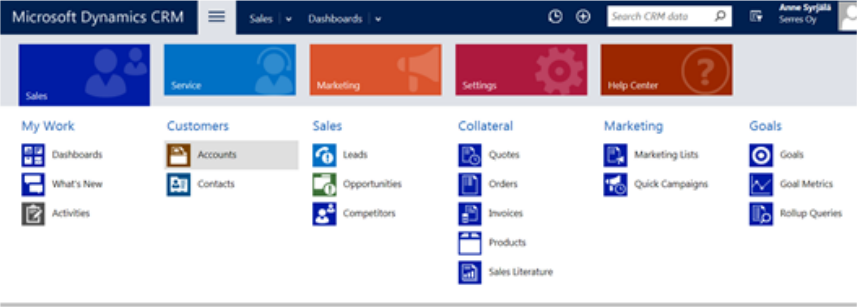 Microsoft Dynamics CRM Sales Dashboards Search CRM data Anne Syrjälä
Serres Oy
Sales Service Marketing Settings Help Center
My Work Customers Sales Collateral Marketing Goals
Dashboards Accounts Leads Quotes Marketing Lists Goals
What's New Contacts Opportunities Orders Quick Campaigns Goal Metrics
Activities Competitors Invoices Rollup Queries
Products
Sales Literature